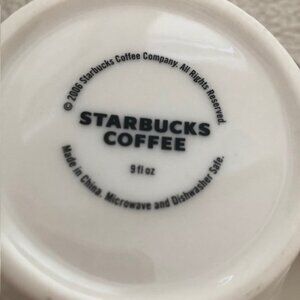 © 2006 Starbucks Coffee Company. All Rights Reserved.
STARBUCKS
COFFEE
9 fl oz
Made in China. Microwave and Dishwasher Safe.